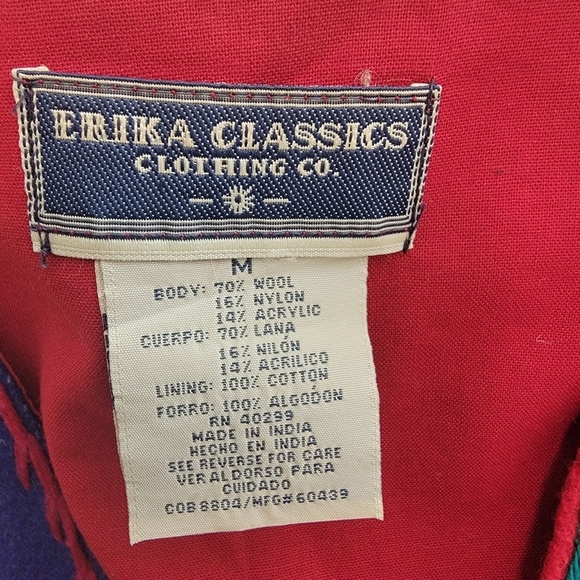 ERIKA CLASSICS
CLOTHING CO.
M
BODY: 70% WOOL
16% NYLON
14% ACRYLIC
CUERPO: 70% LANA
16% NILÓN
14% ACRILICO
LINING: 100% COTTON
FORRO: 100% ALGODON
RN 40299
MADE IN INDIA
HECHO EN INDIA
SEE REVERSE FOR CARE
VER AL DORSO PARA
CUIDADO
COB 8804/MFG# 60439